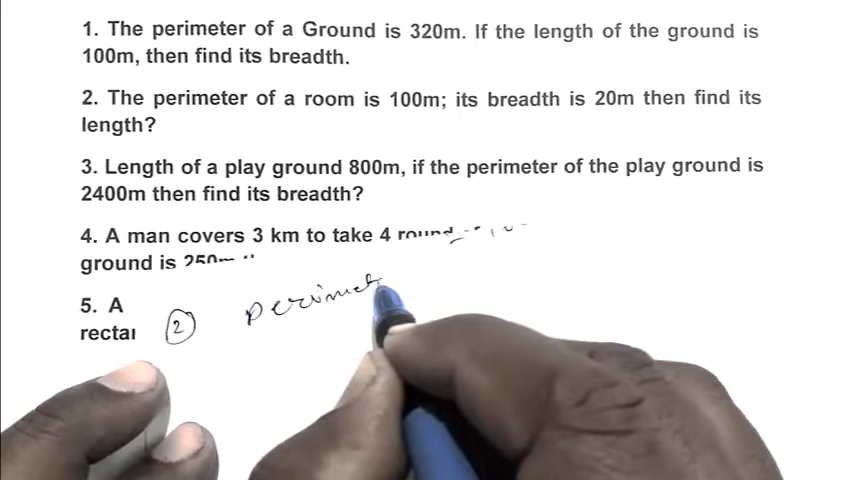 1. The perimeter of a Ground is 320m. If the length of the ground is
100m, then find its breadth.
2. The perimeter of a room is 100m; its breadth is 20m then find its
length?
3. Length of a play ground 800m, if the perimeter of the play ground is
2400m then find its breadth?
4. A man covers 3 km to take 4 round
ground is 250m
5. A
2 perimet